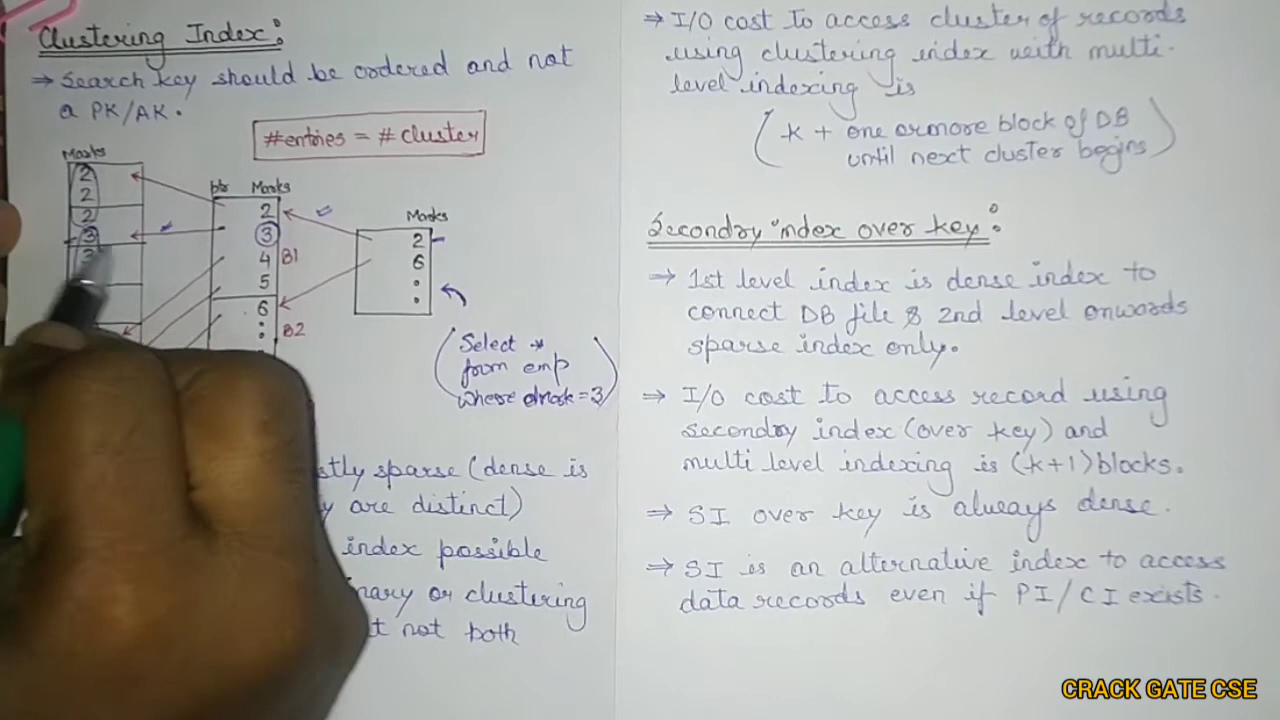 Clustering Index:
⇒ Search key should be ordered and not
a PK/AK.
#entries = #cluster
Marks
2
2
2
3
3
ptr Marks
2
3
4
5
6
:
B1
B2
Marks
2
6
:
:
(Select *
from emp
where dmark = 3)
stly sparse (dense is
y are distinct)
index possible
nary or clustering
t not both
⇒ I/O cost to access cluster of records
using clustering index with multi-
level indexing is
(k + one or more block of DB
until next cluster begins)
Secondry index over key:
⇒ 1st level index is dense index to
connect DB file & 2nd level onwords
sparse index only.
⇒ I/O cost to access record using
secondry index (over key) and
multi level indexing is (k+1) blocks.
⇒ SI over key is always dense.
⇒ SI is an alternative index to access
data records even if PI/CI exists.
CRACK GATE CSE